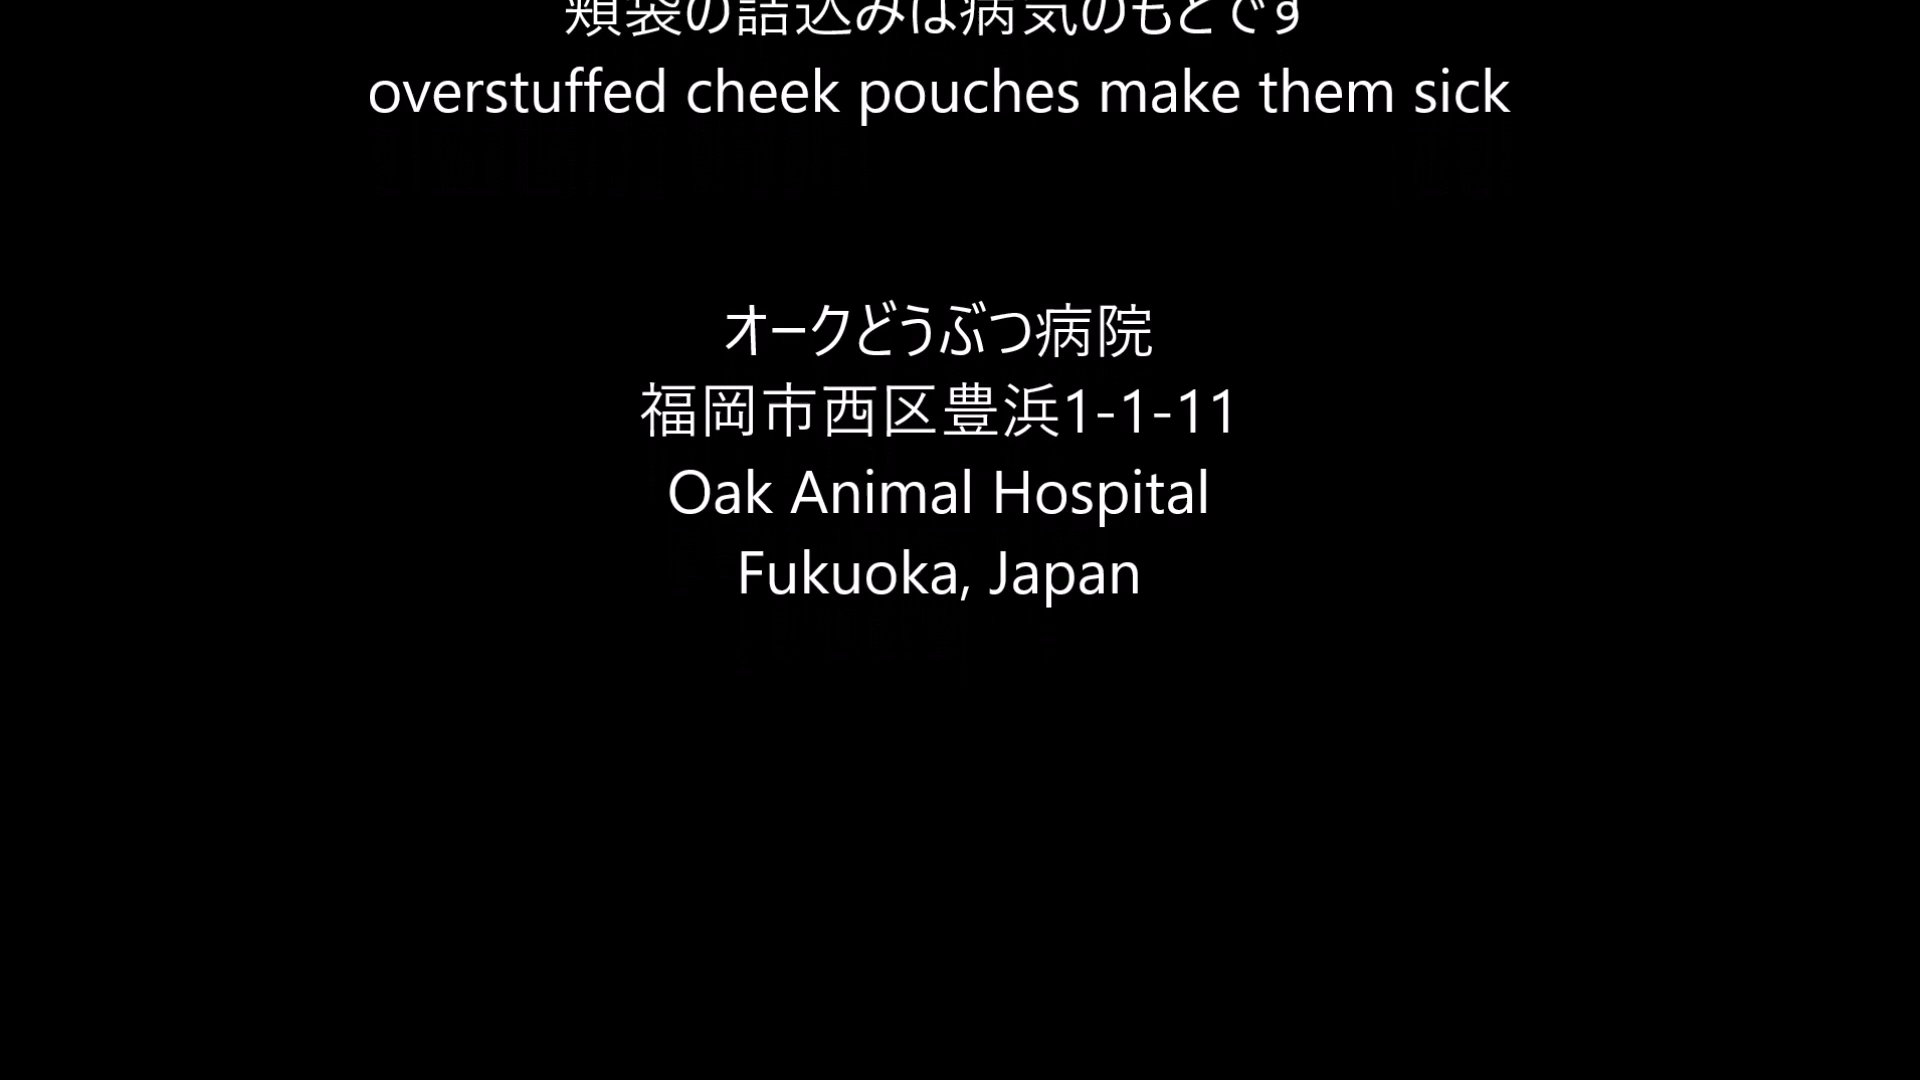 頬袋の詰込みは病気のもとです
overstuffed cheek pouches make them sick
オークどうぶつ病院
福岡市西区豊浜1-1-11
Oak Animal Hospital
Fukuoka, Japan